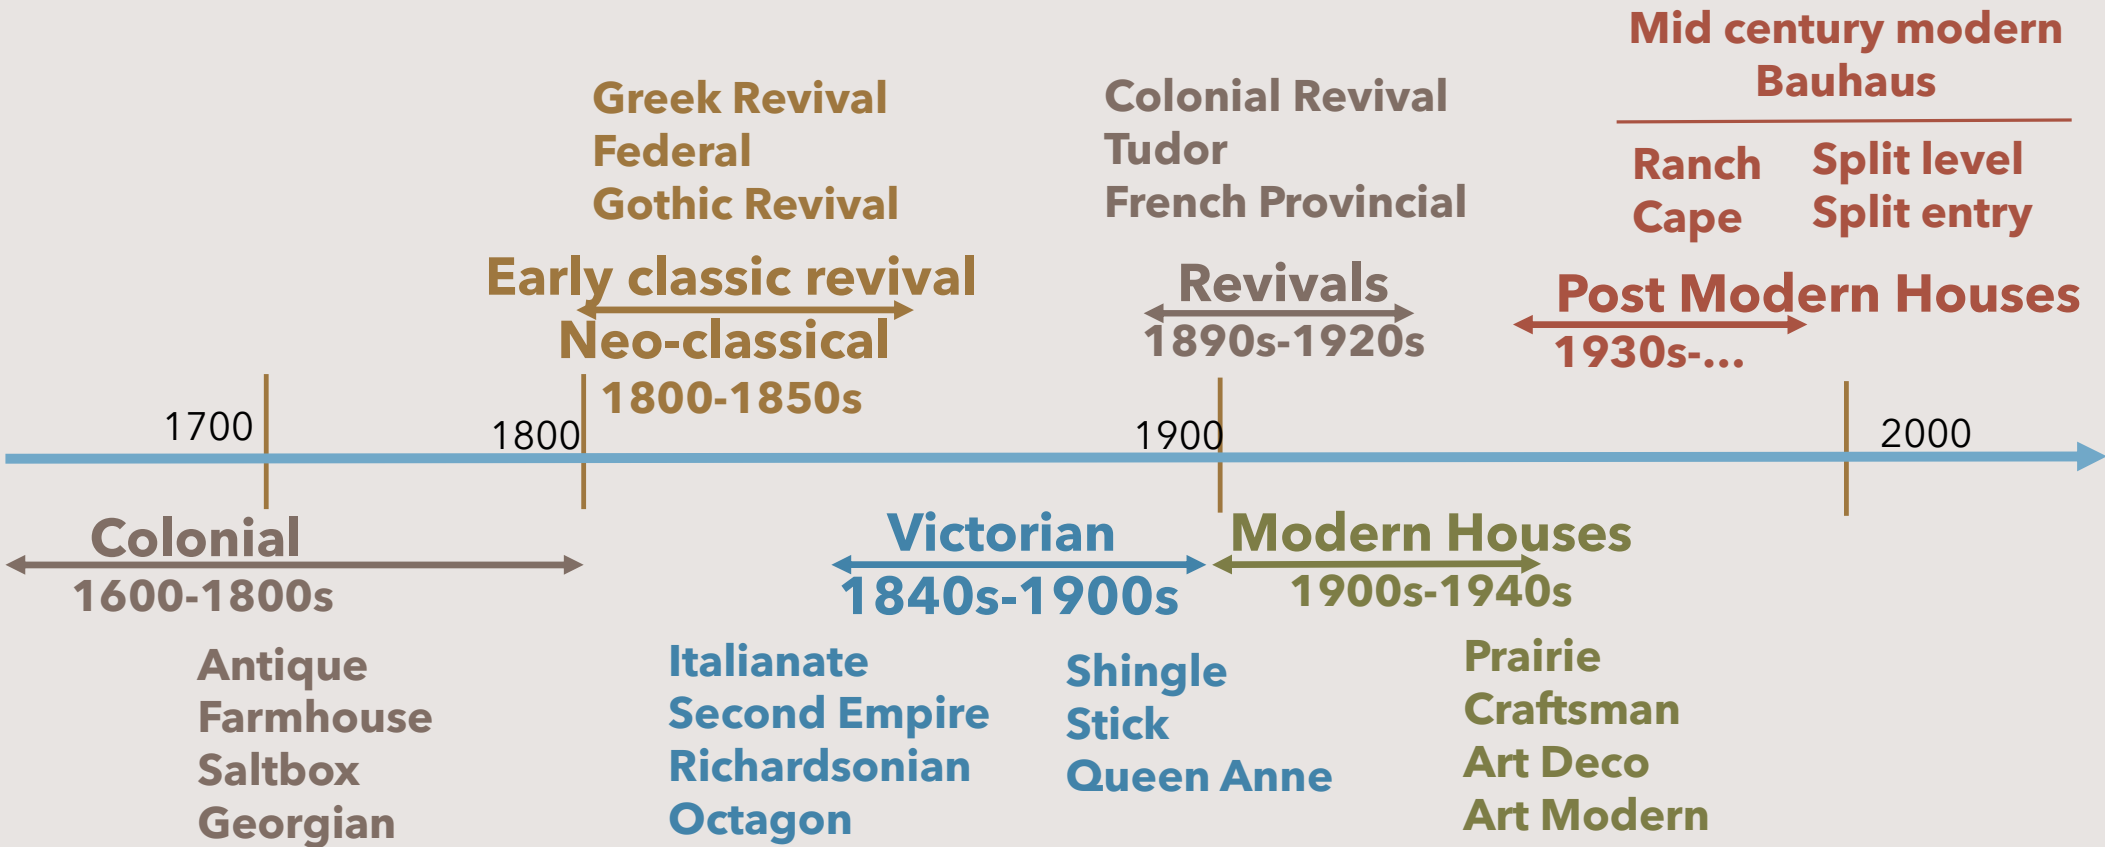 Mid century modern
Bauhaus
Ranch
Cape
Split level
Split entry
Post Modern Houses
1930s-...
Greek Revival
Federal
Gothic Revival
Early classic revival
Neo-classical
1800-1850s
Colonial Revival
Tudor
French Provincial
Revivals
1890s-1920s
1700
1800
1900
2000
Colonial
1600-1800s
Antique
Farmhouse
Saltbox
Georgian
Victorian
1840s-1900s
Italianate
Second Empire
Richardsonian
Octagon
Shingle
Stick
Queen Anne
Modern Houses
1900s-1940s
Prairie
Craftsman
Art Deco
Art Modern